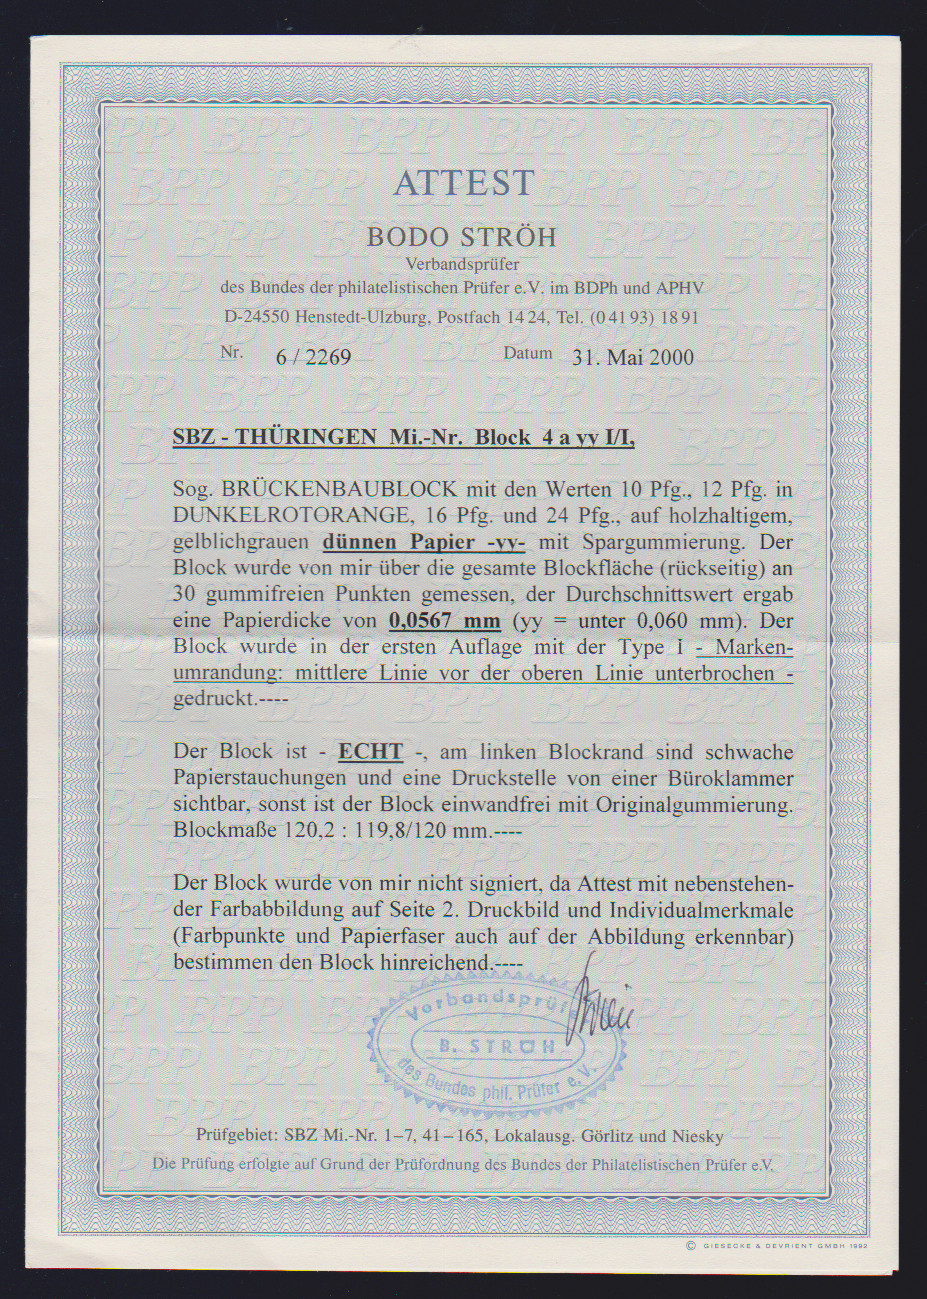 ATTEST
BODO STRÖH
Verbandsprüfer
des Bundes der philatelistischen Prüfer e.V. im BDPh und APHV
D-24550 Henstedt-Ulzburg, Postfach 14 24, Tel. (0 41 93) 18 91
Nr. 6 / 2269 Datum 31. Mai 2000
SBZ - THÜRINGEN Mi.-Nr. Block 4 a yy I/I,
Sog. BRÜCKENBAUBLOCK mit den Werten 10 Pfg., 12 Pfg. in
DUNKELROTORANGE, 16 Pfg. und 24 Pfg., auf holzhaltigem,
gelblichgrauen dünnen Papier -yy- mit Spargummierung. Der
Block wurde von mir über die gesamte Blockfläche (rückseitig) an
30 gummifreien Punkten gemessen, der Durchschnittswert ergab
eine Papierdicke von 0,0567 mm (yy = unter 0,060 mm). Der
Block wurde in der ersten Auflage mit der Type I - Marken-
umrandung: mittlere Linie vor der oberen Linie unterbrochen -
gedruckt.----
Der Block ist - ECHT -, am linken Blockrand sind schwache
Papierstauchungen und eine Druckstelle von einer Büroklammer
sichtbar, sonst ist der Block einwandfrei mit Originalgummierung.
Blockmaße 120,2 : 119,8/120 mm.----
Der Block wurde von mir nicht signiert, da Attest mit nebenstehen-
der Farbabbildung auf Seite 2. Druckbild und Individualmerkmale
(Farbpunkte und Papierfaser auch auf der Abbildung erkennbar)
bestimmen den Block hinreichend.----
Verbandsprüfer
B. STRÖH
des Bundes phil. Prüfer e.V.
Prüfgebiet: SBZ Mi.-Nr. 1–7, 41–165, Lokalausg. Görlitz und Niesky
Die Prüfung erfolgte auf Grund der Prüfordnung des Bundes der Philatelistischen Prüfer e.V.
© GIESECKE & DEVRIENT GMBH 1992